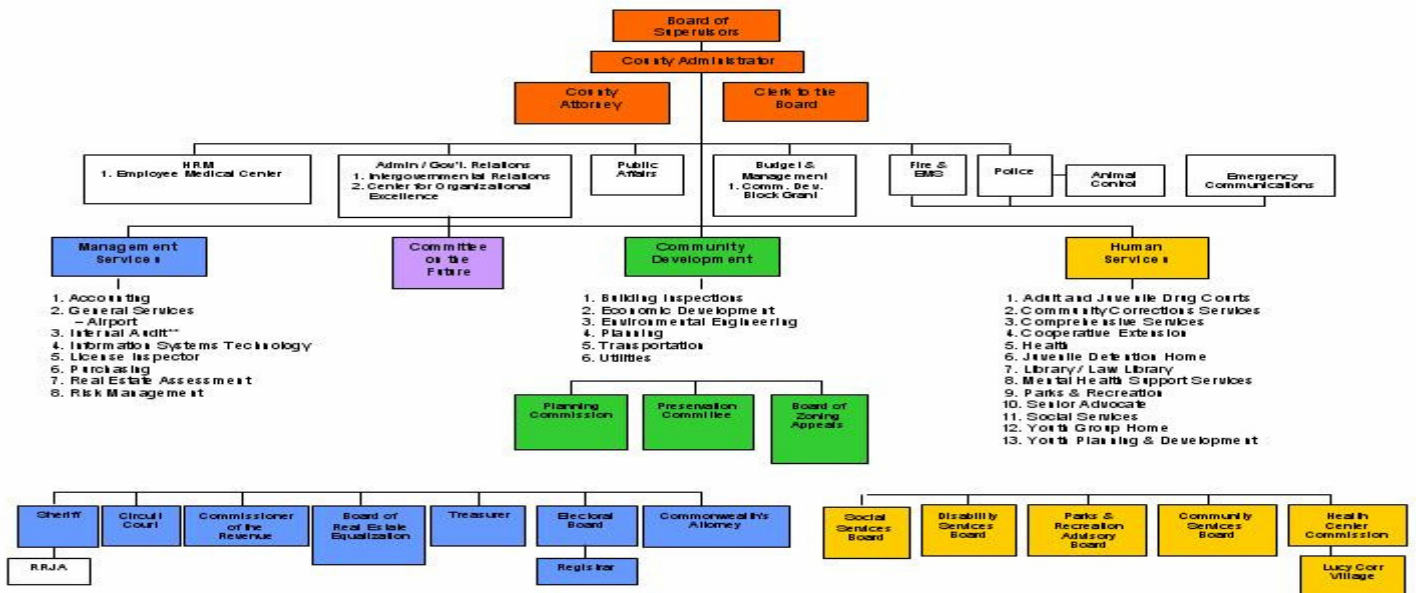 Board of
Supervisors
County Administrator
County
Attorney
Clerk to the
Board
HRM
1. Employee Medical Center
Admin / Gov't. Relations
1. Intergovernmental Relations
2. Center for Organizational
Excellence
Public
Affairs
Budget &
Management
1. Comm. Dev.
Block Grant
Fire &
EMS
Police
Animal
Control
Emergency
Communications
Management
Services
Committee
on the
Future
Community
Development
Human
Services
1. Accounting
2. General Services
– Airport
3. Internal Audit**
4. Information Systems Technology
5. License Inspector
6. Purchasing
7. Real Estate Assessment
8. Risk Management
1. Building Inspections
2. Economic Development
3. Environmental Engineering
4. Planning
5. Transportation
6. Utilities
1. Adult and Juvenile Drug Courts
2. Community Corrections Services
3. Comprehensive Services
4. Cooperative Extension
5. Health
6. Juvenile Detention Home
7. Library / Law Library
8. Mental Health Support Services
9. Parks & Recreation
10. Senior Advocate
11. Social Services
12. Youth Group Home
13. Youth Planning & Development
Planning
Commission
Preservation
Committee
Board of
Zoning
Appeals
Sheriff
Circuit
Court
Commissioner
of the
Revenue
Board of
Real Estate
Equalization
Treasurer
Electoral
Board
Commonwealth's
Attorney
RRJA
Registrar
Social
Services
Board
Disability
Services
Board
Parks &
Recreation
Advisory
Board
Community
Services
Board
Health
Center
Commission
Lucy Corr
Village